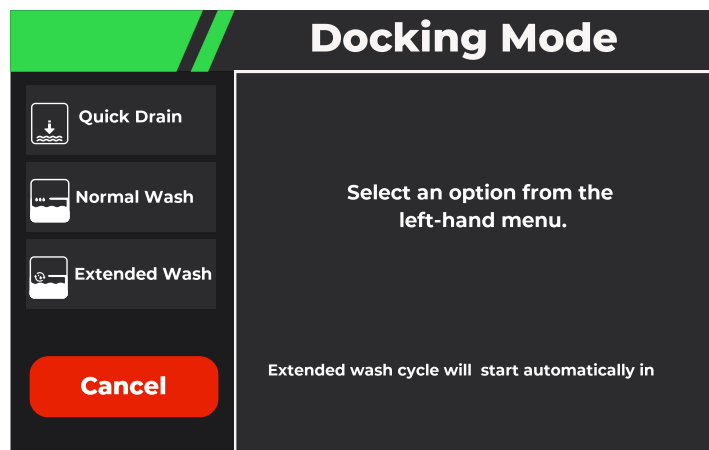 Docking Mode
Quick Drain
Normal Wash
Extended Wash
Cancel
Select an option from the
left-hand menu.
Extended wash cycle will start automatically in